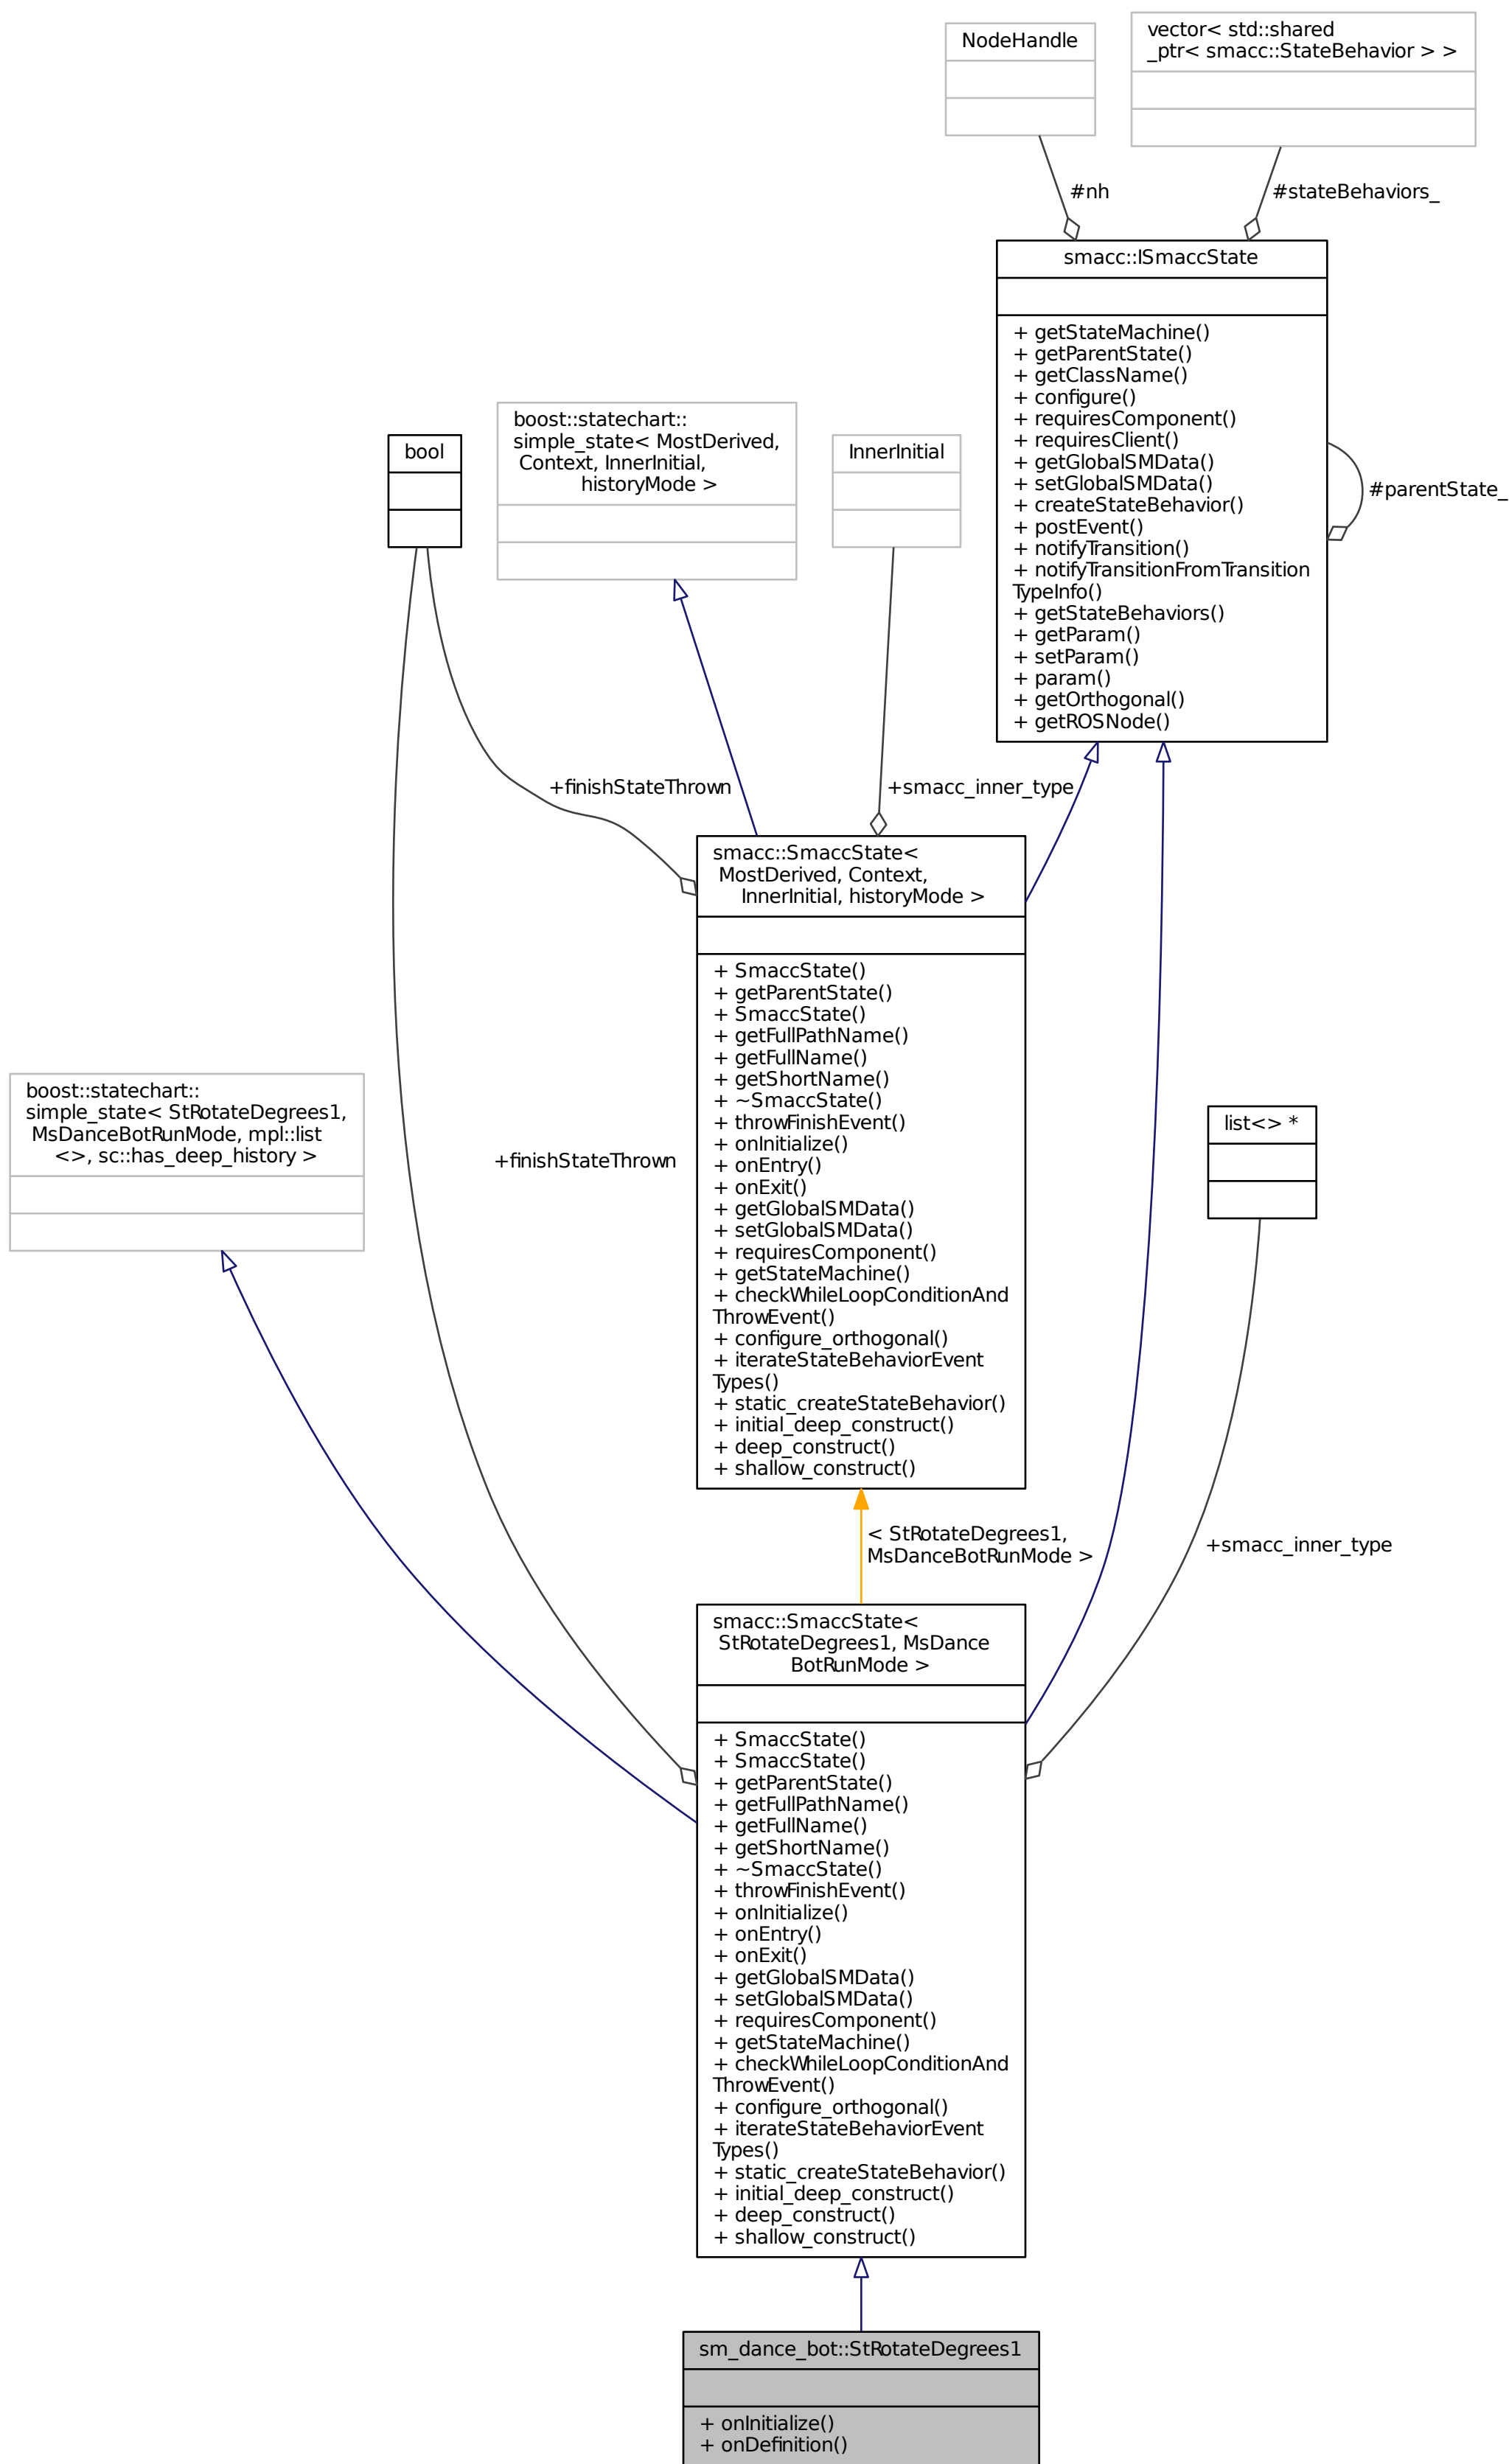 NodeHandle
vector< std::shared
_ptr< smacc::StateBehavior > >
#nh
#stateBehaviors_
smacc::ISmaccState
+ getStateMachine()
+ getParentState()
+ getClassName()
+ configure()
+ requiresComponent()
+ requiresClient()
+ getGlobalSMData()
+ setGlobalSMData()
+ createStateBehavior()
+ postEvent()
+ notifyTransition()
+ notifyTransitionFromTransition
TypeInfo()
+ getStateBehaviors()
+ getParam()
+ setParam()
+ param()
+ getOrthogonal()
+ getROSNode()
#parentState_
bool
boost::statechart::
simple_state< MostDerived,
Context, InnerInitial,
historyMode >
InnerInitial
+finishStateThrown
+smacc_inner_type
smacc::SmaccState<
MostDerived, Context,
InnerInitial, historyMode >
+ SmaccState()
+ getParentState()
+ SmaccState()
+ getFullPathName()
+ getFullName()
+ getShortName()
+ ~SmaccState()
+ throwFinishEvent()
+ onInitialize()
+ onEntry()
+ onExit()
+ getGlobalSMData()
+ setGlobalSMData()
+ requiresComponent()
+ getStateMachine()
+ checkWhileLoopConditionAnd
ThrowEvent()
+ configure_orthogonal()
+ iterateStateBehaviorEvent
Types()
+ static_createStateBehavior()
+ initial_deep_construct()
+ deep_construct()
+ shallow_construct()
boost::statechart::
simple_state< StRotateDegrees1,
MsDanceBotRunMode, mpl::list
<>, sc::has_deep_history >
+finishStateThrown
list<> *
< StRotateDegrees1,
MsDanceBotRunMode >
+smacc_inner_type
smacc::SmaccState<
StRotateDegrees1, MsDance
BotRunMode >
+ SmaccState()
+ SmaccState()
+ getParentState()
+ getFullPathName()
+ getFullName()
+ getShortName()
+ ~SmaccState()
+ throwFinishEvent()
+ onInitialize()
+ onEntry()
+ onExit()
+ getGlobalSMData()
+ setGlobalSMData()
+ requiresComponent()
+ getStateMachine()
+ checkWhileLoopConditionAnd
ThrowEvent()
+ configure_orthogonal()
+ iterateStateBehaviorEvent
Types()
+ static_createStateBehavior()
+ initial_deep_construct()
+ deep_construct()
+ shallow_construct()
sm_dance_bot::StRotateDegrees1
+ onInitialize()
+ onDefinition()